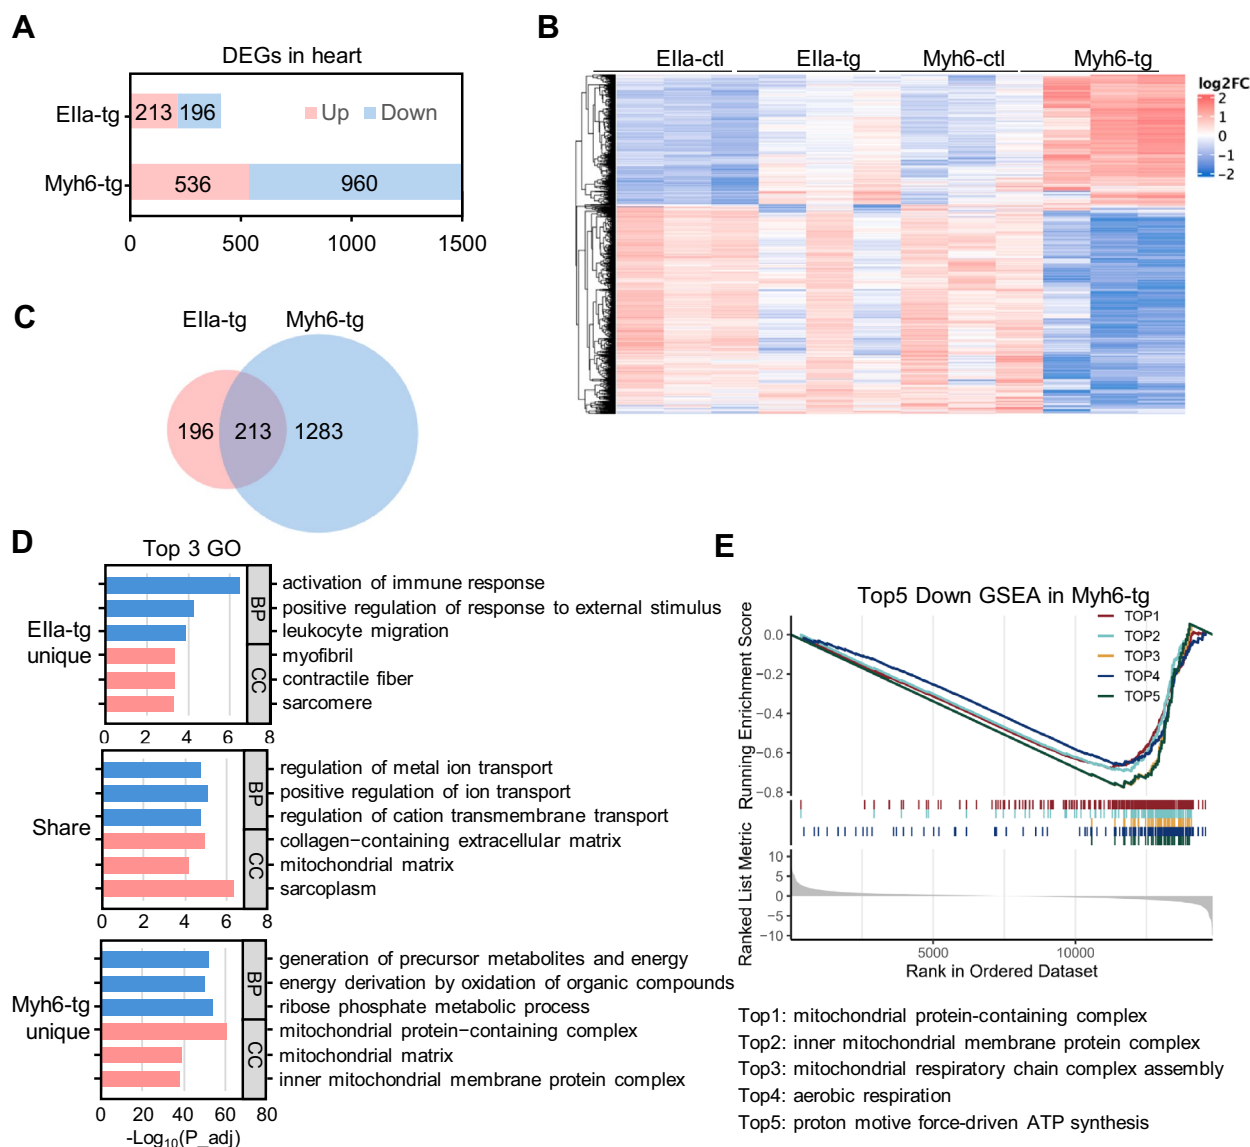 A
DEGs in heart
EIIa-tg
213 196
Up Down
Myh6-tg
536 960
0 500 1000 1500
B
EIIa-ctl EIIa-tg Myh6-ctl Myh6-tg
log2FC
2
1
0
−1
−2
C
EIIa-tg Myh6-tg
196 213 1283
D
Top 3 GO
EIIa-tg
unique
BP
activation of immune response
positive regulation of response to external stimulus
leukocyte migration
CC
myofibril
contractile fiber
sarcomere
0 2 4 6 8
Share
BP
regulation of metal ion transport
positive regulation of ion transport
regulation of cation transmembrane transport
CC
collagen−containing extracellular matrix
mitochondrial matrix
sarcoplasm
0 2 4 6 8
Myh6-tg
unique
BP
generation of precursor metabolites and energy
energy derivation by oxidation of organic compounds
ribose phosphate metabolic process
CC
mitochondrial protein−containing complex
mitochondrial matrix
inner mitochondrial membrane protein complex
0 20 40 60 80
-Log10(P_adj)
E
Top5 Down GSEA in Myh6-tg
TOP1
TOP2
TOP3
TOP4
TOP5
Running Enrichment Score
0.0
−0.2
−0.4
−0.6
−0.8
Ranked List Metric
10
5
0
−5
−10
5000 10000
Rank in Ordered Dataset
Top1: mitochondrial protein-containing complex
Top2: inner mitochondrial membrane protein complex
Top3: mitochondrial respiratory chain complex assembly
Top4: aerobic respiration
Top5: proton motive force-driven ATP synthesis